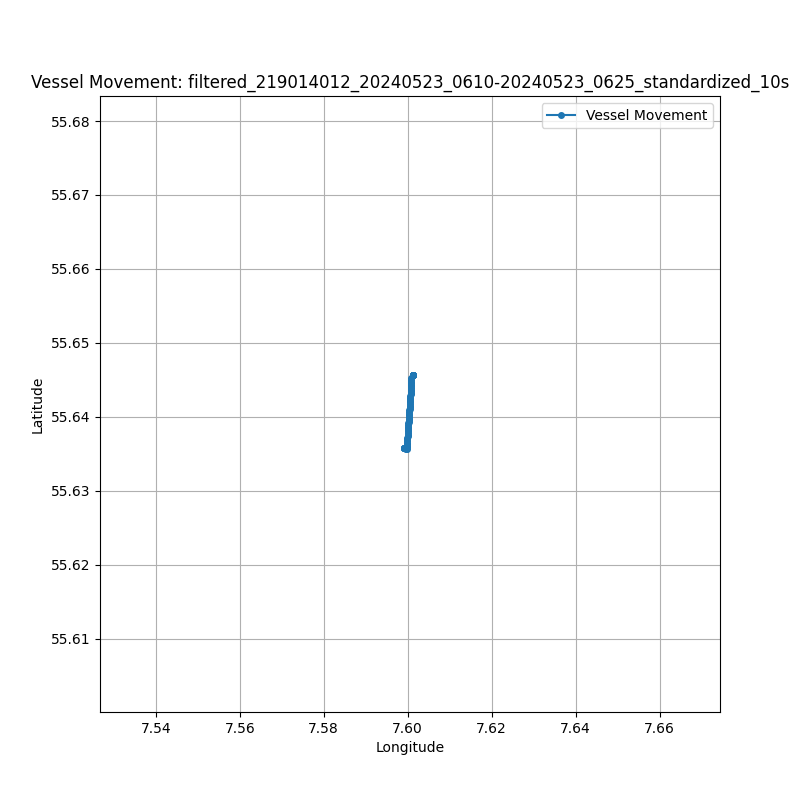 Vessel Movement: filtered_219014012_20240523_0610-20240523_0625_standardized_10s
Vessel Movement
55.68
55.67
55.66
55.65
55.64
55.63
55.62
55.61
Latitude
7.54 7.56 7.58 7.60 7.62 7.64 7.66
Longitude